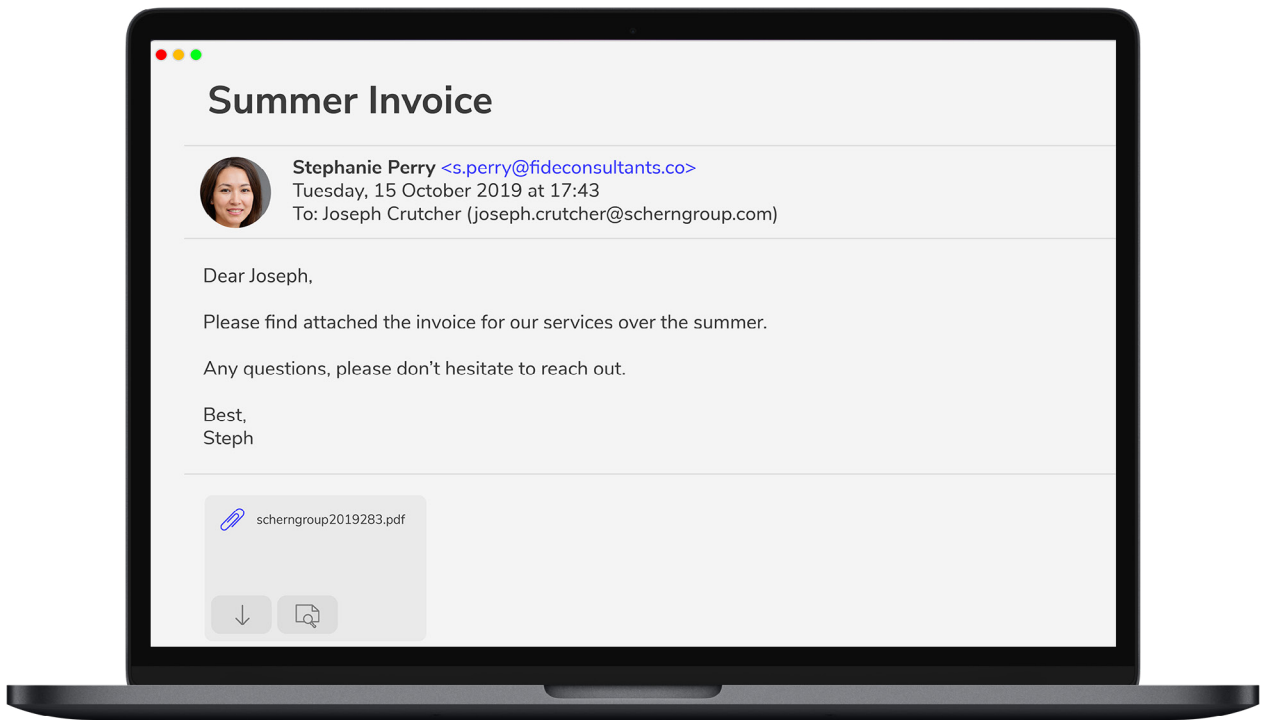 Summer Invoice
Stephanie Perry <s.perry@fideconsultants.co>
Tuesday, 15 October 2019 at 17:43
To: Joseph Crutcher (joseph.crutcher@scherngroup.com)
Dear Joseph,
Please find attached the invoice for our services over the summer.
Any questions, please don’t hesitate to reach out.
Best,
Steph
scherngroup2019283.pdf